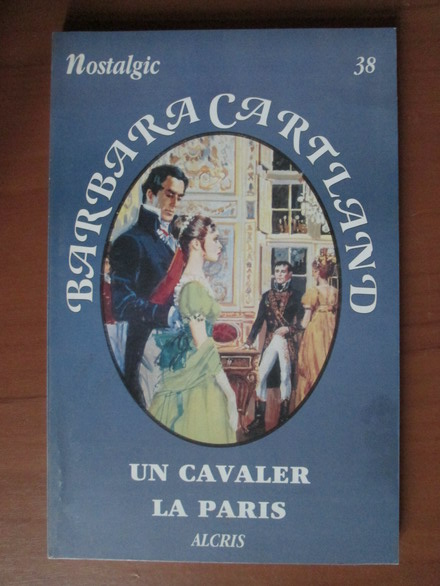 Nostalgic 38
BARBARA CARTLAND
UN CAVALER
LA PARIS
ALCRIS